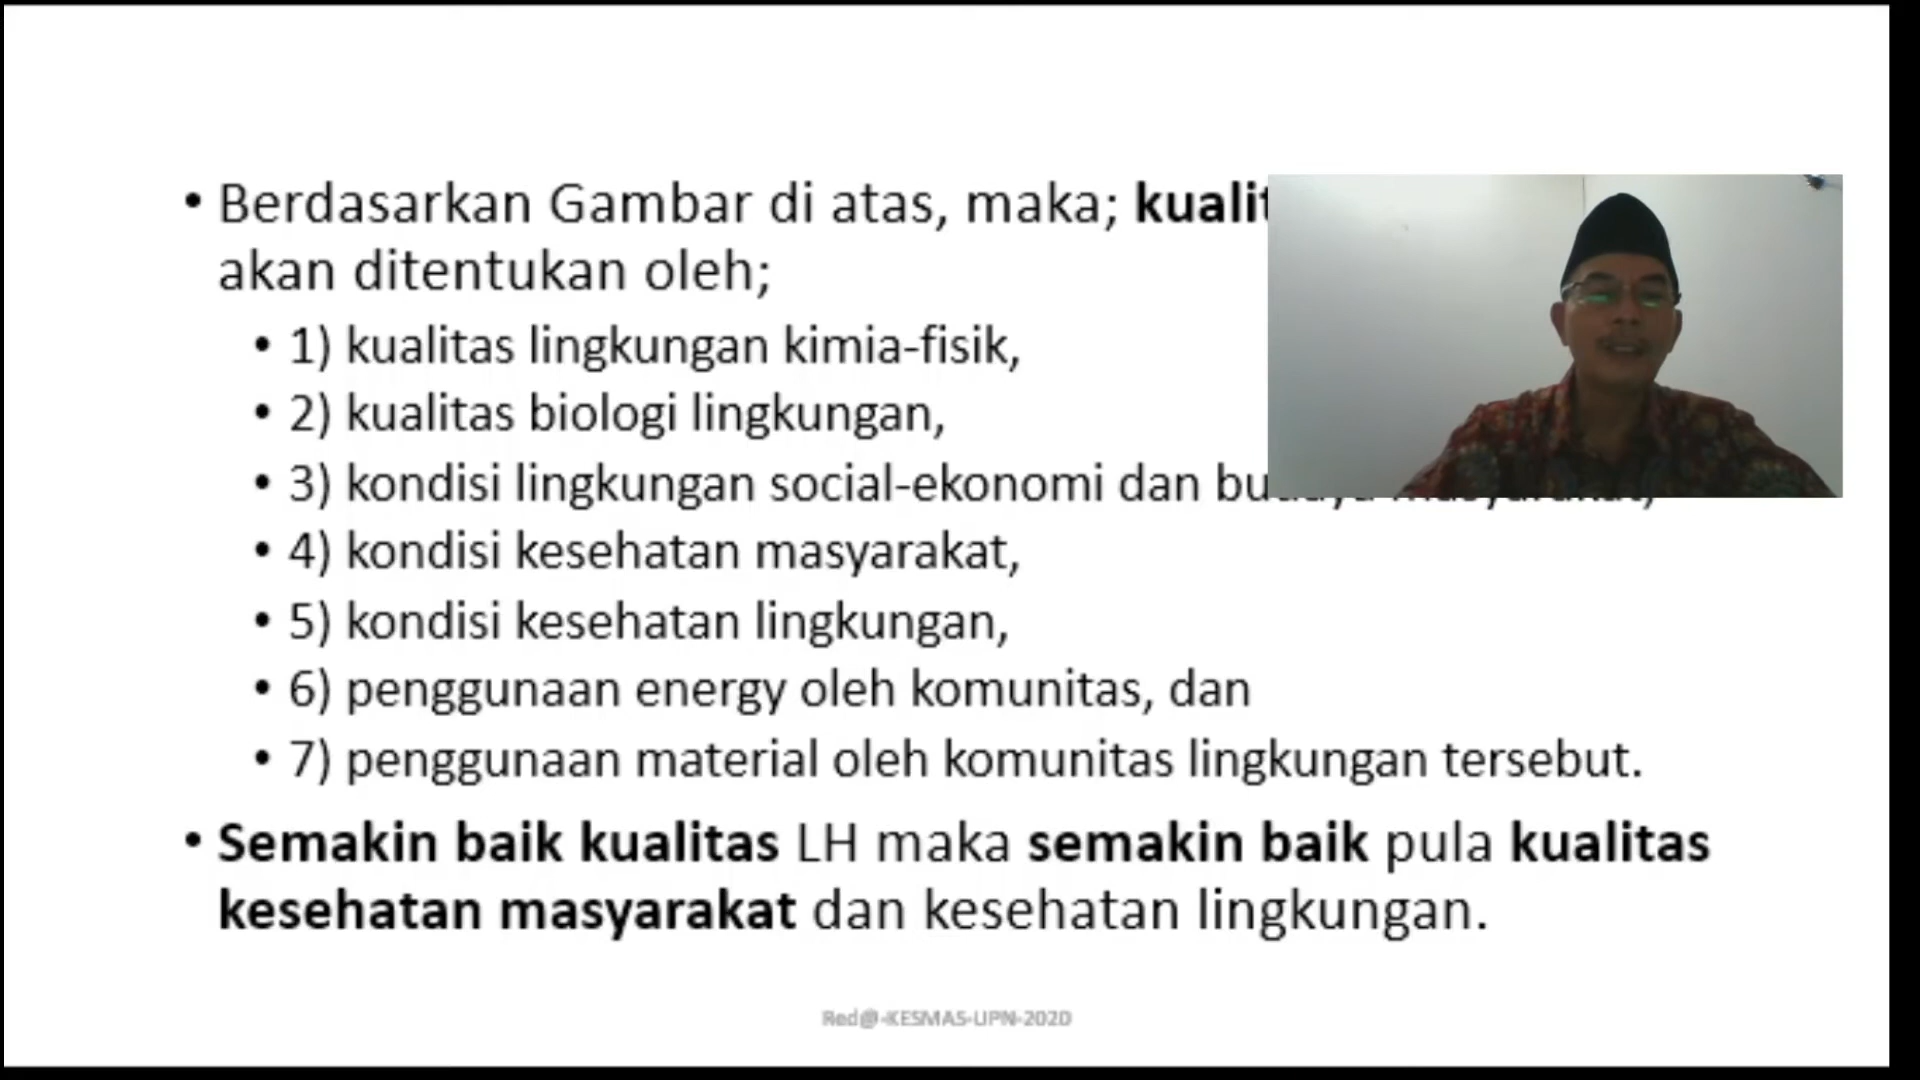 • Berdasarkan Gambar di atas, maka;
akan ditentukan oleh;
• 1) kualitas lingkungan kimia-fisik,
• 2) kualitas biologi lingkungan,
• 3) kondisi lingkungan social-ekonomi dan
• 4) kondisi kesehatan masyarakat,
• 5) kondisi kesehatan lingkungan,
• 6) penggunaan energy oleh komunitas, dan
• 7) penggunaan material oleh komunitas lingkungan tersebut.
• Semakin baik kualitas LH maka semakin baik pula kualitas
kesehatan masyarakat dan kesehatan lingkungan.
Red@-KESMAS-UPN-2020